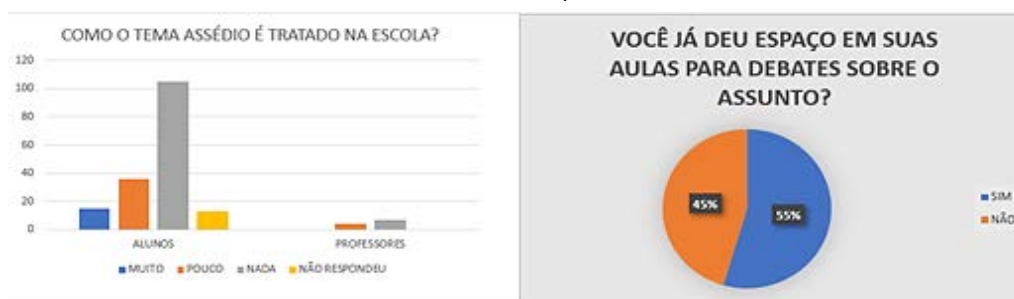 COMO O TEMA ASSÉDIO É TRATADO NA ESCOLA?
120
100
80
60
40
20
0
ALUNOS PROFESSORES
MUITO POUCO NADA NÃO RESPONDEU
VOCÊ JÁ DEU ESPAÇO EM SUAS
AULAS PARA DEBATES SOBRE O
ASSUNTO?
45%
55%
SIM
NÃO